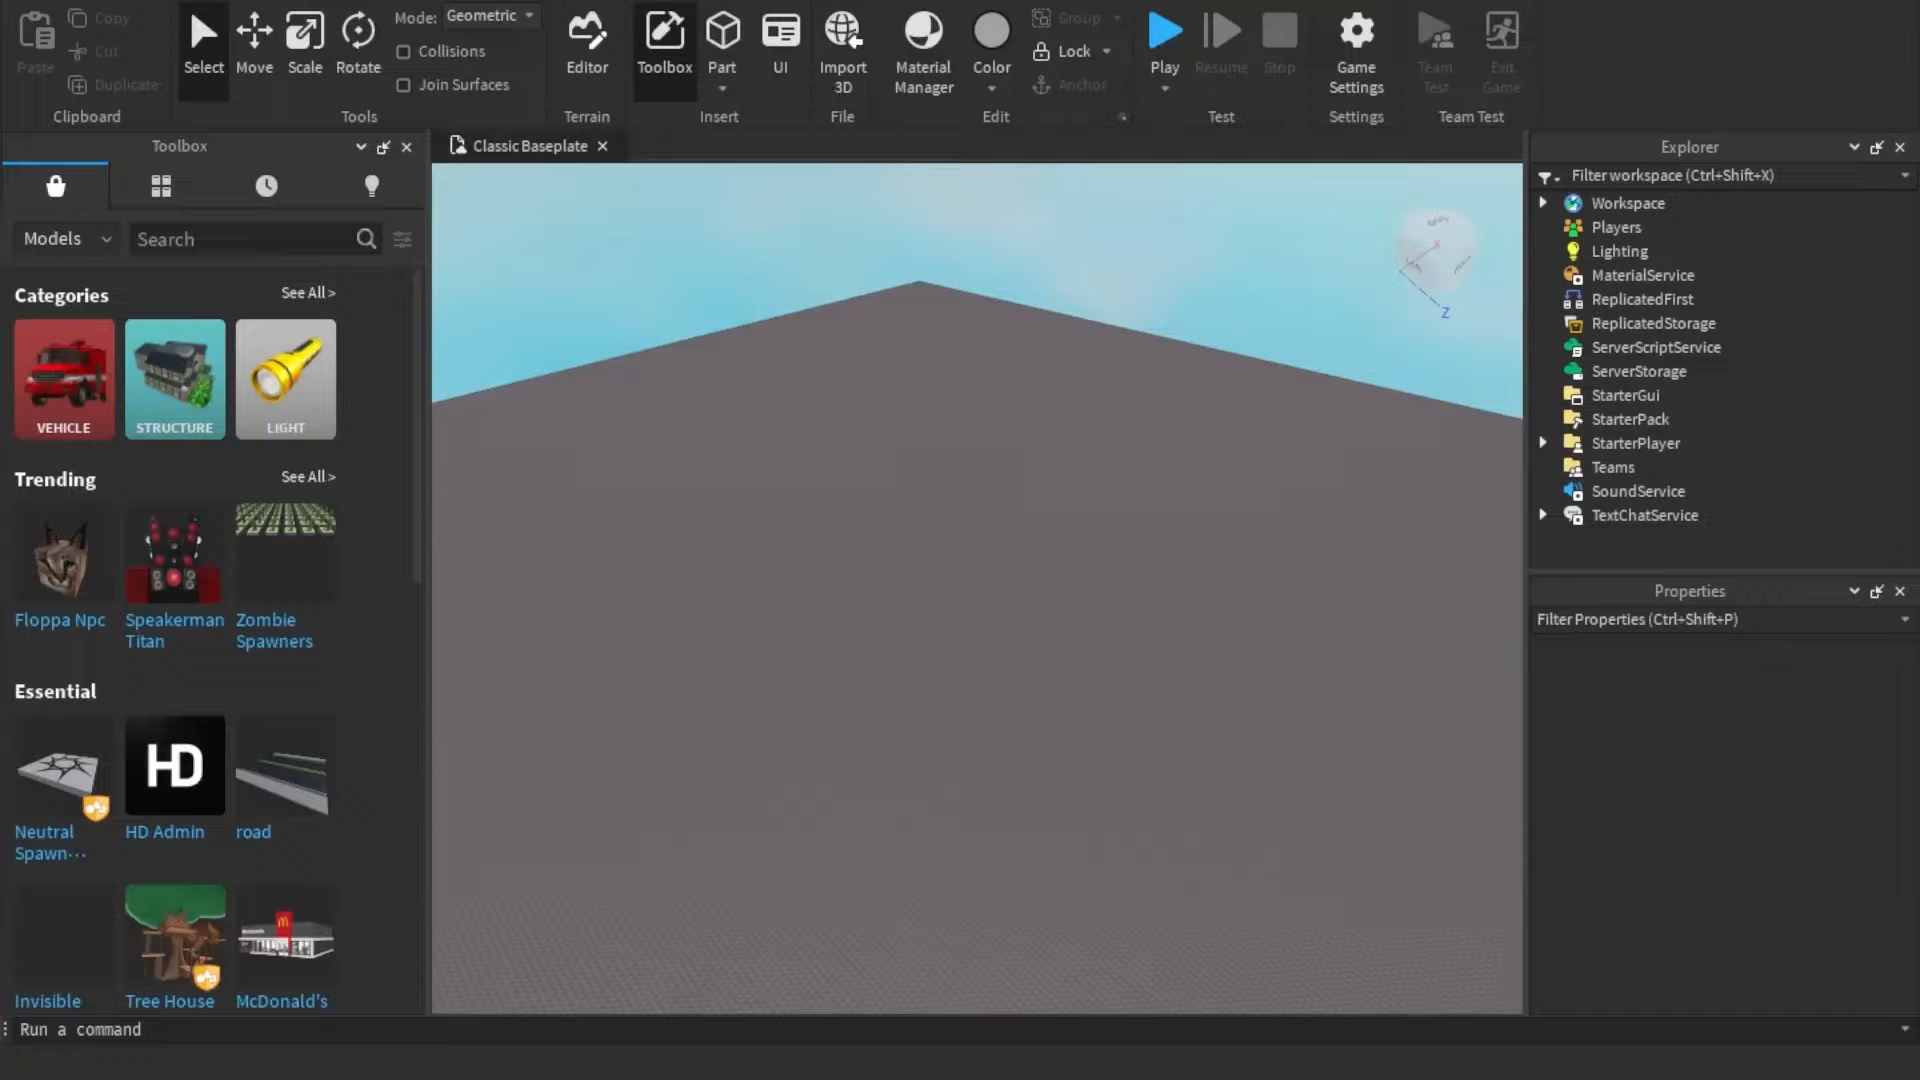 Paste
Copy
Cut
Duplicate
Clipboard
Select
Move
Scale
Rotate
Mode: Geometric
Collisions
Join Surfaces
Tools
Editor
Terrain
Toolbox
Part
UI
Insert
Import
3D
File
Material
Manager
Color
Group
Lock
Anchor
Edit
Play
Resume
Stop
Test
Game
Settings
Settings
Team
Test
Exit
Game
Team Test
Toolbox
Models
Search
Categories
See All >
VEHICLE
STRUCTURE
LIGHT
Trending
See All >
Floppa Npc
Speakerman
Titan
Zombie
Spawners
Essential
HD
Neutral
Spawn···
HD Admin
road
Invisible
Tree House
McDonald's
Classic Baseplate
Z
Explorer
Filter workspace (Ctrl+Shift+X)
Workspace
Players
Lighting
MaterialService
ReplicatedFirst
ReplicatedStorage
ServerScriptService
ServerStorage
StarterGui
StarterPack
StarterPlayer
Teams
SoundService
TextChatService
Properties
Filter Properties (Ctrl+Shift+P)
Run a command